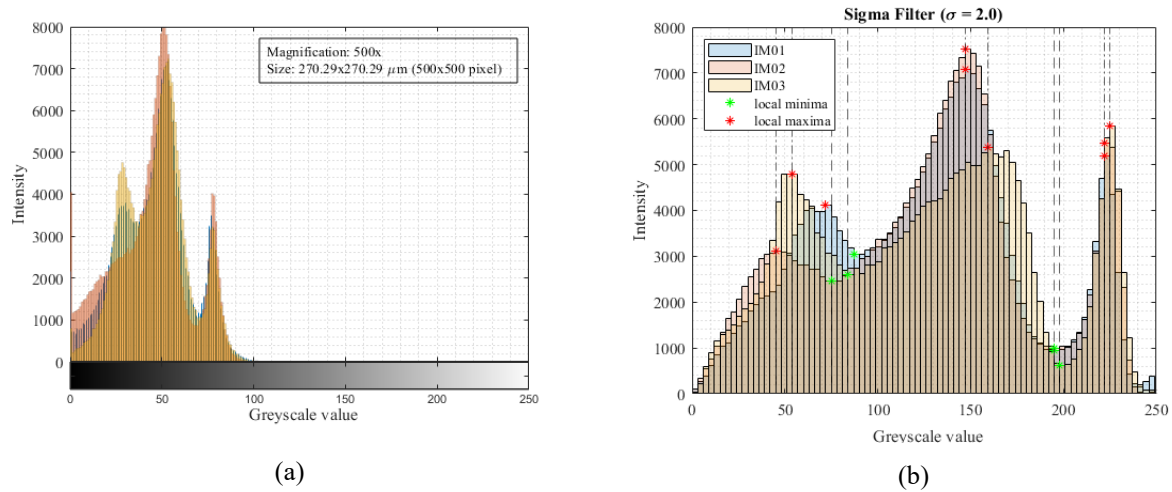 8000
7000
6000
5000
4000
3000
2000
1000
0
Intensity
Magnification: 500x
Size: 270.29x270.29 μm (500x500 pixel)
0 50 100 150 200 250
Greyscale value
(a)
Sigma Filter (σ = 2.0)
8000
7000
6000
5000
4000
3000
2000
1000
0
Intensity
IM01
IM02
IM03
local minima
local maxima
0 50 100 150 200 250
Greyscale value
(b)